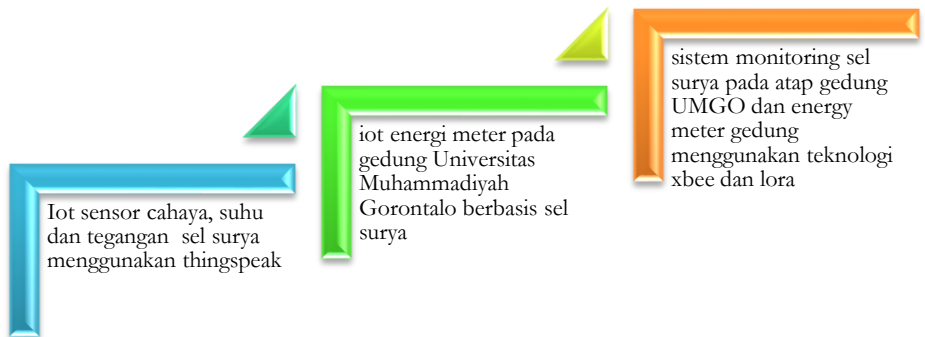 Iot sensor cahaya, suhu
dan tegangan  sel surya
menggunakan thingspeak
iot energi meter pada
gedung Universitas
Muhammadiyah
Gorontalo berbasis sel
surya
sistem monitoring sel
surya pada atap gedung
UMGO dan energy
meter gedung
menggunakan teknologi
xbee dan lora